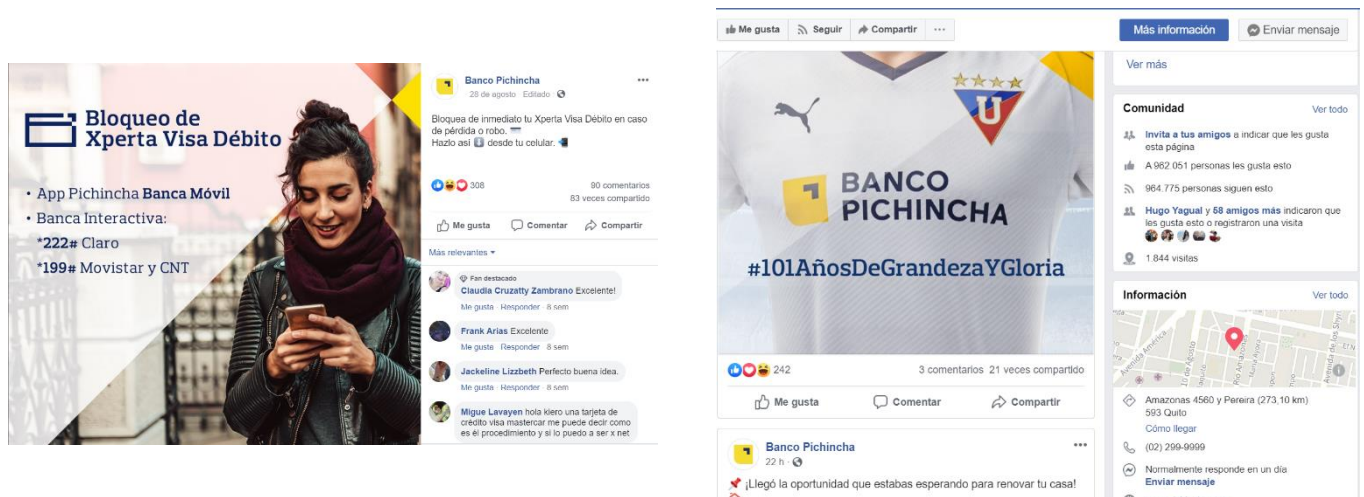 Bloqueo de
Xperta Visa Débito
• App Pichincha Banca Móvil
• Banca Interactiva:
*222# Claro
*199# Movistar y CNT
Banco Pichincha
28 de agosto · Editado ·
Bloquea de inmediato tu Xperta Visa Débito en caso
de pérdida o robo.
Hazlo así desde tu celular.
308 90 comentarios
83 veces compartido
Me gusta Comentar Compartir
Más relevantes
Fan destacado
Claudia Cruzatty Zambrano Excelente!
Me gusta · Responder · 8 sem
Frank Arias Excelente
Me gusta · Responder · 8 sem
Jackeline Lizzbeth Perfecto buena idea.
Me gusta · Responder · 8 sem
Migue Lavayen hola kiero una tarjeta de
crédito visa mastercar me puede decir como
es él procedimiento y si lo puedo a ser x net
Me gusta Seguir Compartir ...
Más información Enviar mensaje
U
BANCO
PICHINCHA
#101AñosDeGrandezaYGloria
242 3 comentarios 21 veces compartido
Me gusta Comentar Compartir
Banco Pichincha
22 h ·
¡Llegó la oportunidad que estabas esperando para renovar tu casa!
Ver más
Comunidad Ver todo
Invita a tus amigos a indicar que les gusta
esta página
A 962.051 personas les gusta esto
964.775 personas siguen esto
Hugo Yagual y 58 amigos más indicaron que
les gusta esto o registraron una visita
1.844 visitas
Información Ver todo
Avenida América
10 de Agosto
Amazonas 4560 y Pereira (273,10 km)
593 Quito
Cómo llegar
(02) 299-9999
Normalmente responde en un día
Enviar mensaje